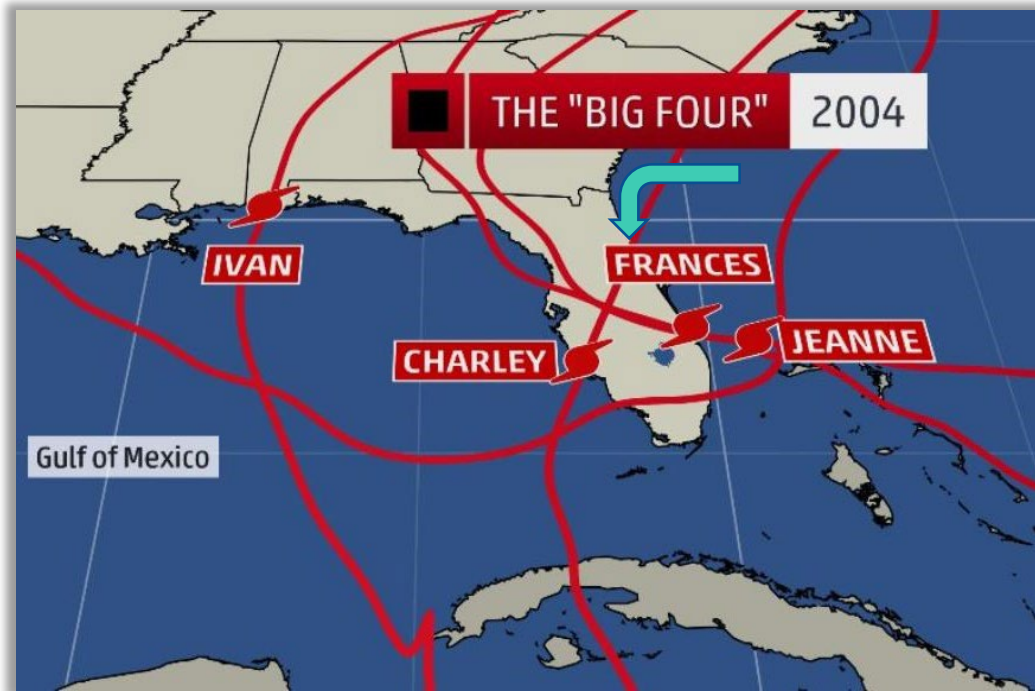 THE "BIG FOUR" 2004
IVAN
FRANCES
CHARLEY
JEANNE
Gulf of Mexico